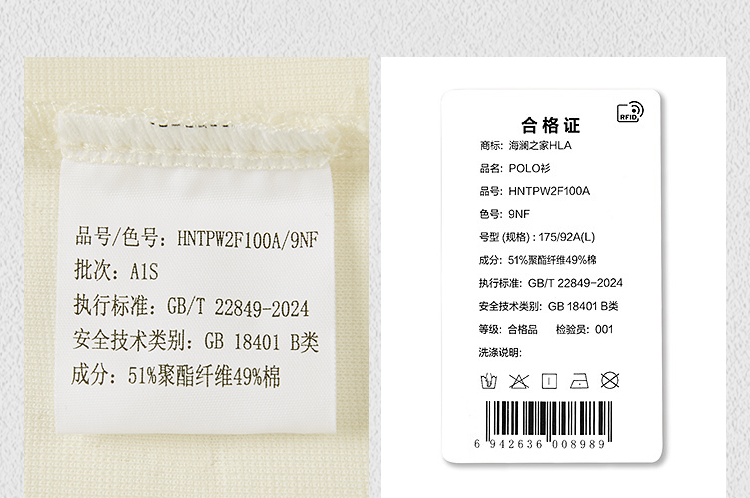 品号/色号: HNTPW2F100A/9NF
批次: A1S
执行标准: GB/T 22849-2024
安全技术类别: GB 18401 B类
成分: 51%聚酯纤维49%棉
RFID
合格证
商标: 海澜之家HLA
品名: POLO衫
品号: HNTPW2F100A
色号: 9NF
号型 (规格) : 175/92A(L)
成分: 51%聚酯纤维49%棉
执行标准: GB/T 22849-2024
安全技术类别: GB 18401 B类
等级: 合格品 检验员: 001
洗涤说明:
6 942636 008989